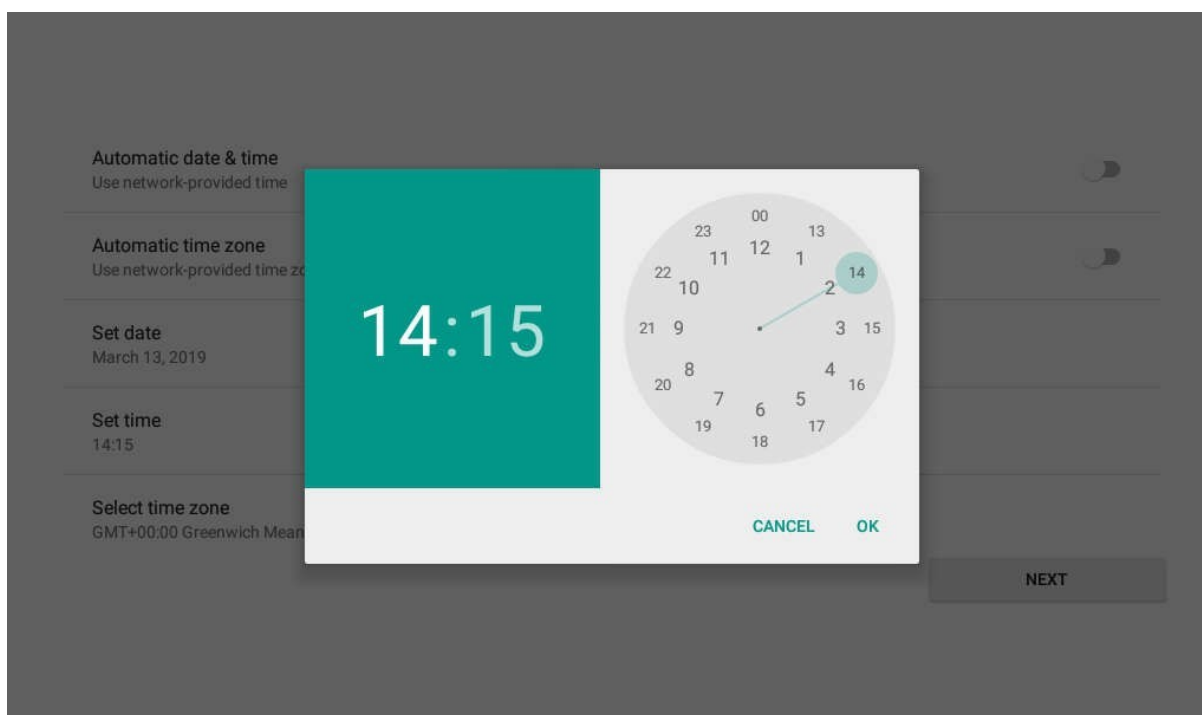 Automatic date & time
Use network-provided time
Automatic time zone
Use network-provided time zo
Set date
March 13, 2019
Set time
14:15
Select time zone
GMT+00:00 Greenwich Mean
14:15
00
23
13
12
11
1
22
14
10
2
21
9
3
15
8
4
20
16
7
5
6
19
17
18
CANCEL OK
NEXT